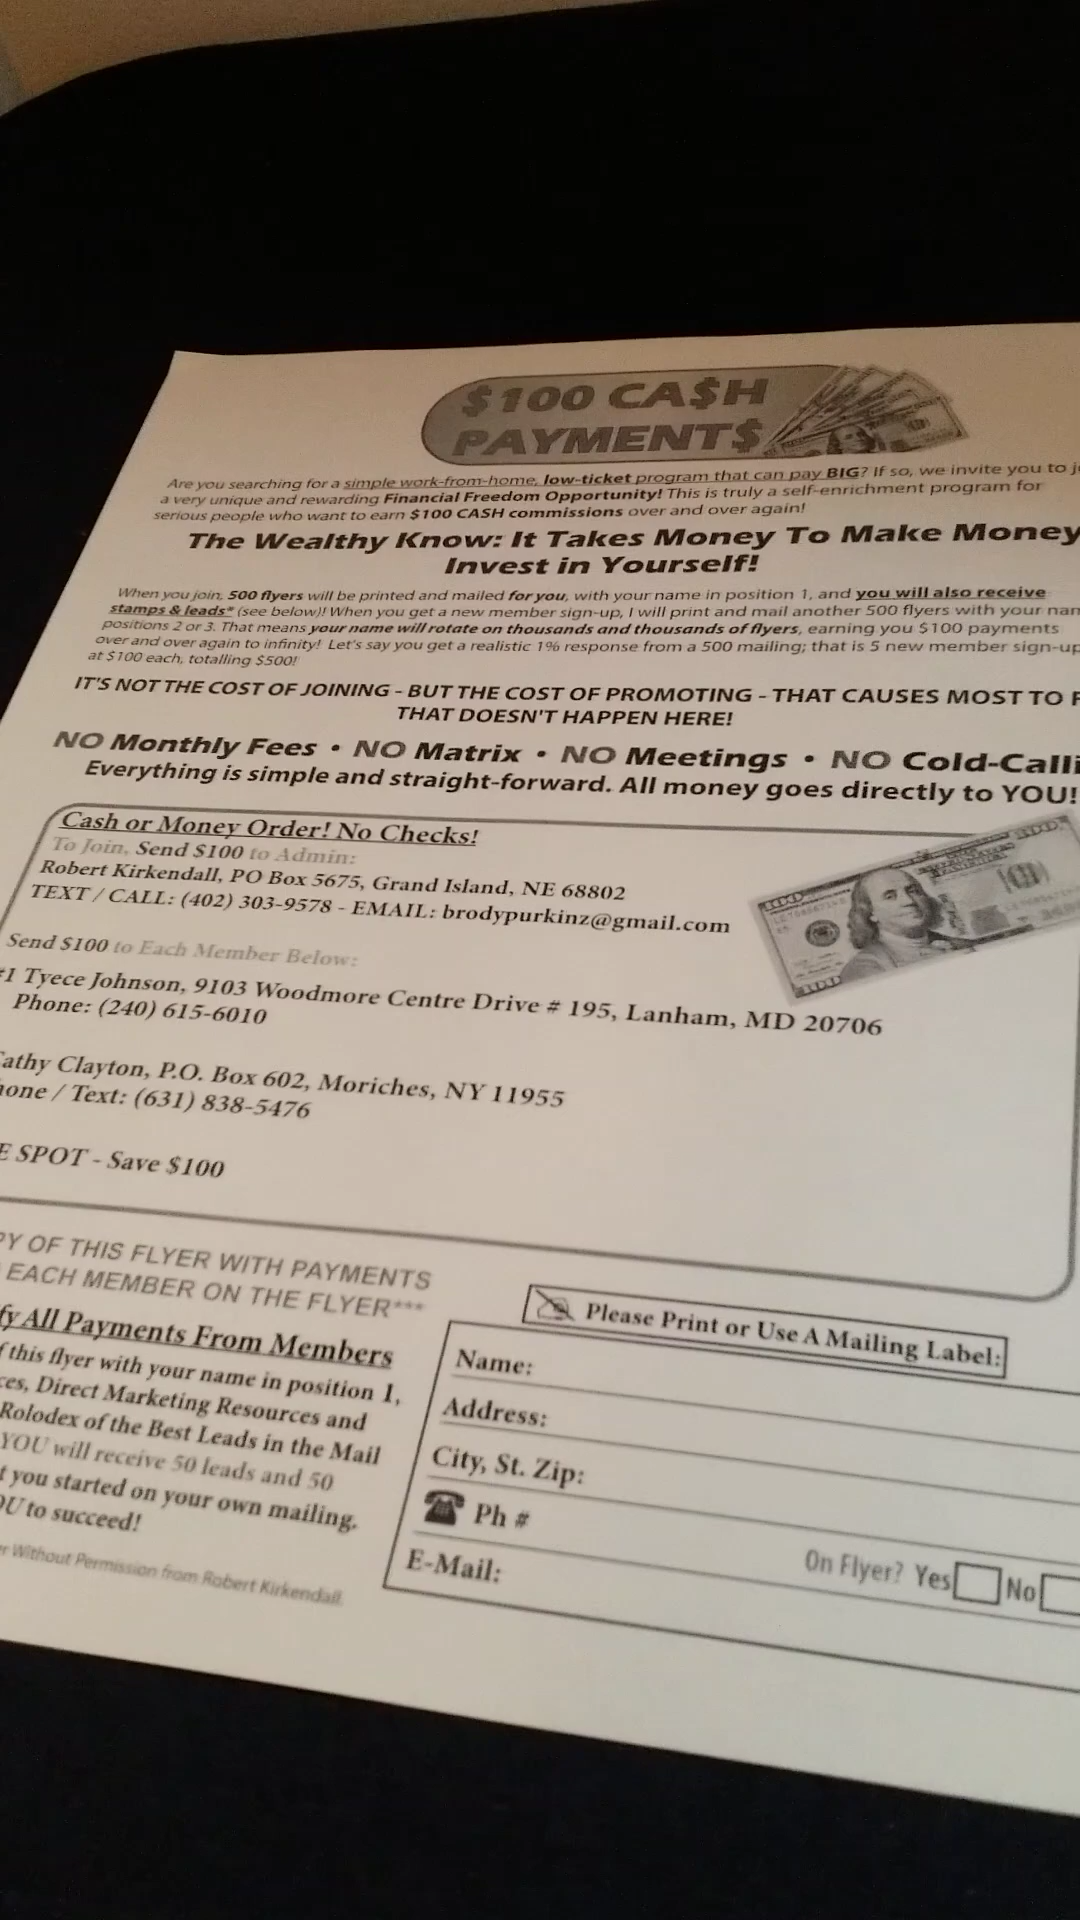 $100 CA$H
PAYMENT$
Are you searching for a simple work-from-home, low-ticket program that can pay BIG? If so, we invite you to
a very unique and rewarding Financial Freedom Opportunity! This is truly a self-enrichment program for
serious people who want to earn $100 CASH commissions over and over again!
The Wealthy Know: It Takes Money To Make Money
Invest in Yourself!
When you join, 500 flyers will be printed and mailed for you, with your name in position 1, and you will also receive
stamps & leads* (see below)! When you get a new member sign-up, I will print and mail another 500 flyers with your
positions 2 or 3. That means your name will rotate on thousands and thousands of flyers, earning you $100 payments
over and over again to infinity! Let's say you get a realistic 1% response from a 500 mailing; that is 5 new member sign-up
at $100 each, totalling $500!
IT'S NOT THE COST OF JOINING - BUT THE COST OF PROMOTING - THAT CAUSES MOST TO
THAT DOESN'T HAPPEN HERE!
NO Monthly Fees • NO Matrix • NO Meetings • NO Cold-Calli
Everything is simple and straight-forward. All money goes directly to YOU!
Cash or Money Order! No Checks!
To Join, Send $100 to Admin:
Robert Kirkendall, PO Box 5675, Grand Island, NE 68802
TEXT / CALL: (402) 303-9578 - EMAIL: brodypurkinz@gmail.com
Send $100 to Each Member Below:
#1 Tyece Johnson, 9103 Woodmore Centre Drive # 195, Lanham, MD 20706
Phone: (240) 615-6010
Cathy Clayton, P.O. Box 602, Moriches, NY 11955
hone / Text: (631) 838-5476
E SPOT - Save $100
PY OF THIS FLYER WITH PAYMENTS
EACH MEMBER ON THE FLYER***
fy All Payments From Members
f this flyer with your name in position 1,
ces, Direct Marketing Resources and
Rolodex of the Best Leads in the Mail
YOU will receive 50 leads and 50
t you started on your own mailing.
OU to succeed!
er Without Permission from Robert Kirkendall.
Please Print or Use A Mailing Label:
Name:
Address:
City, St. Zip:
Ph #
E-Mail:
On Flyer? Yes No